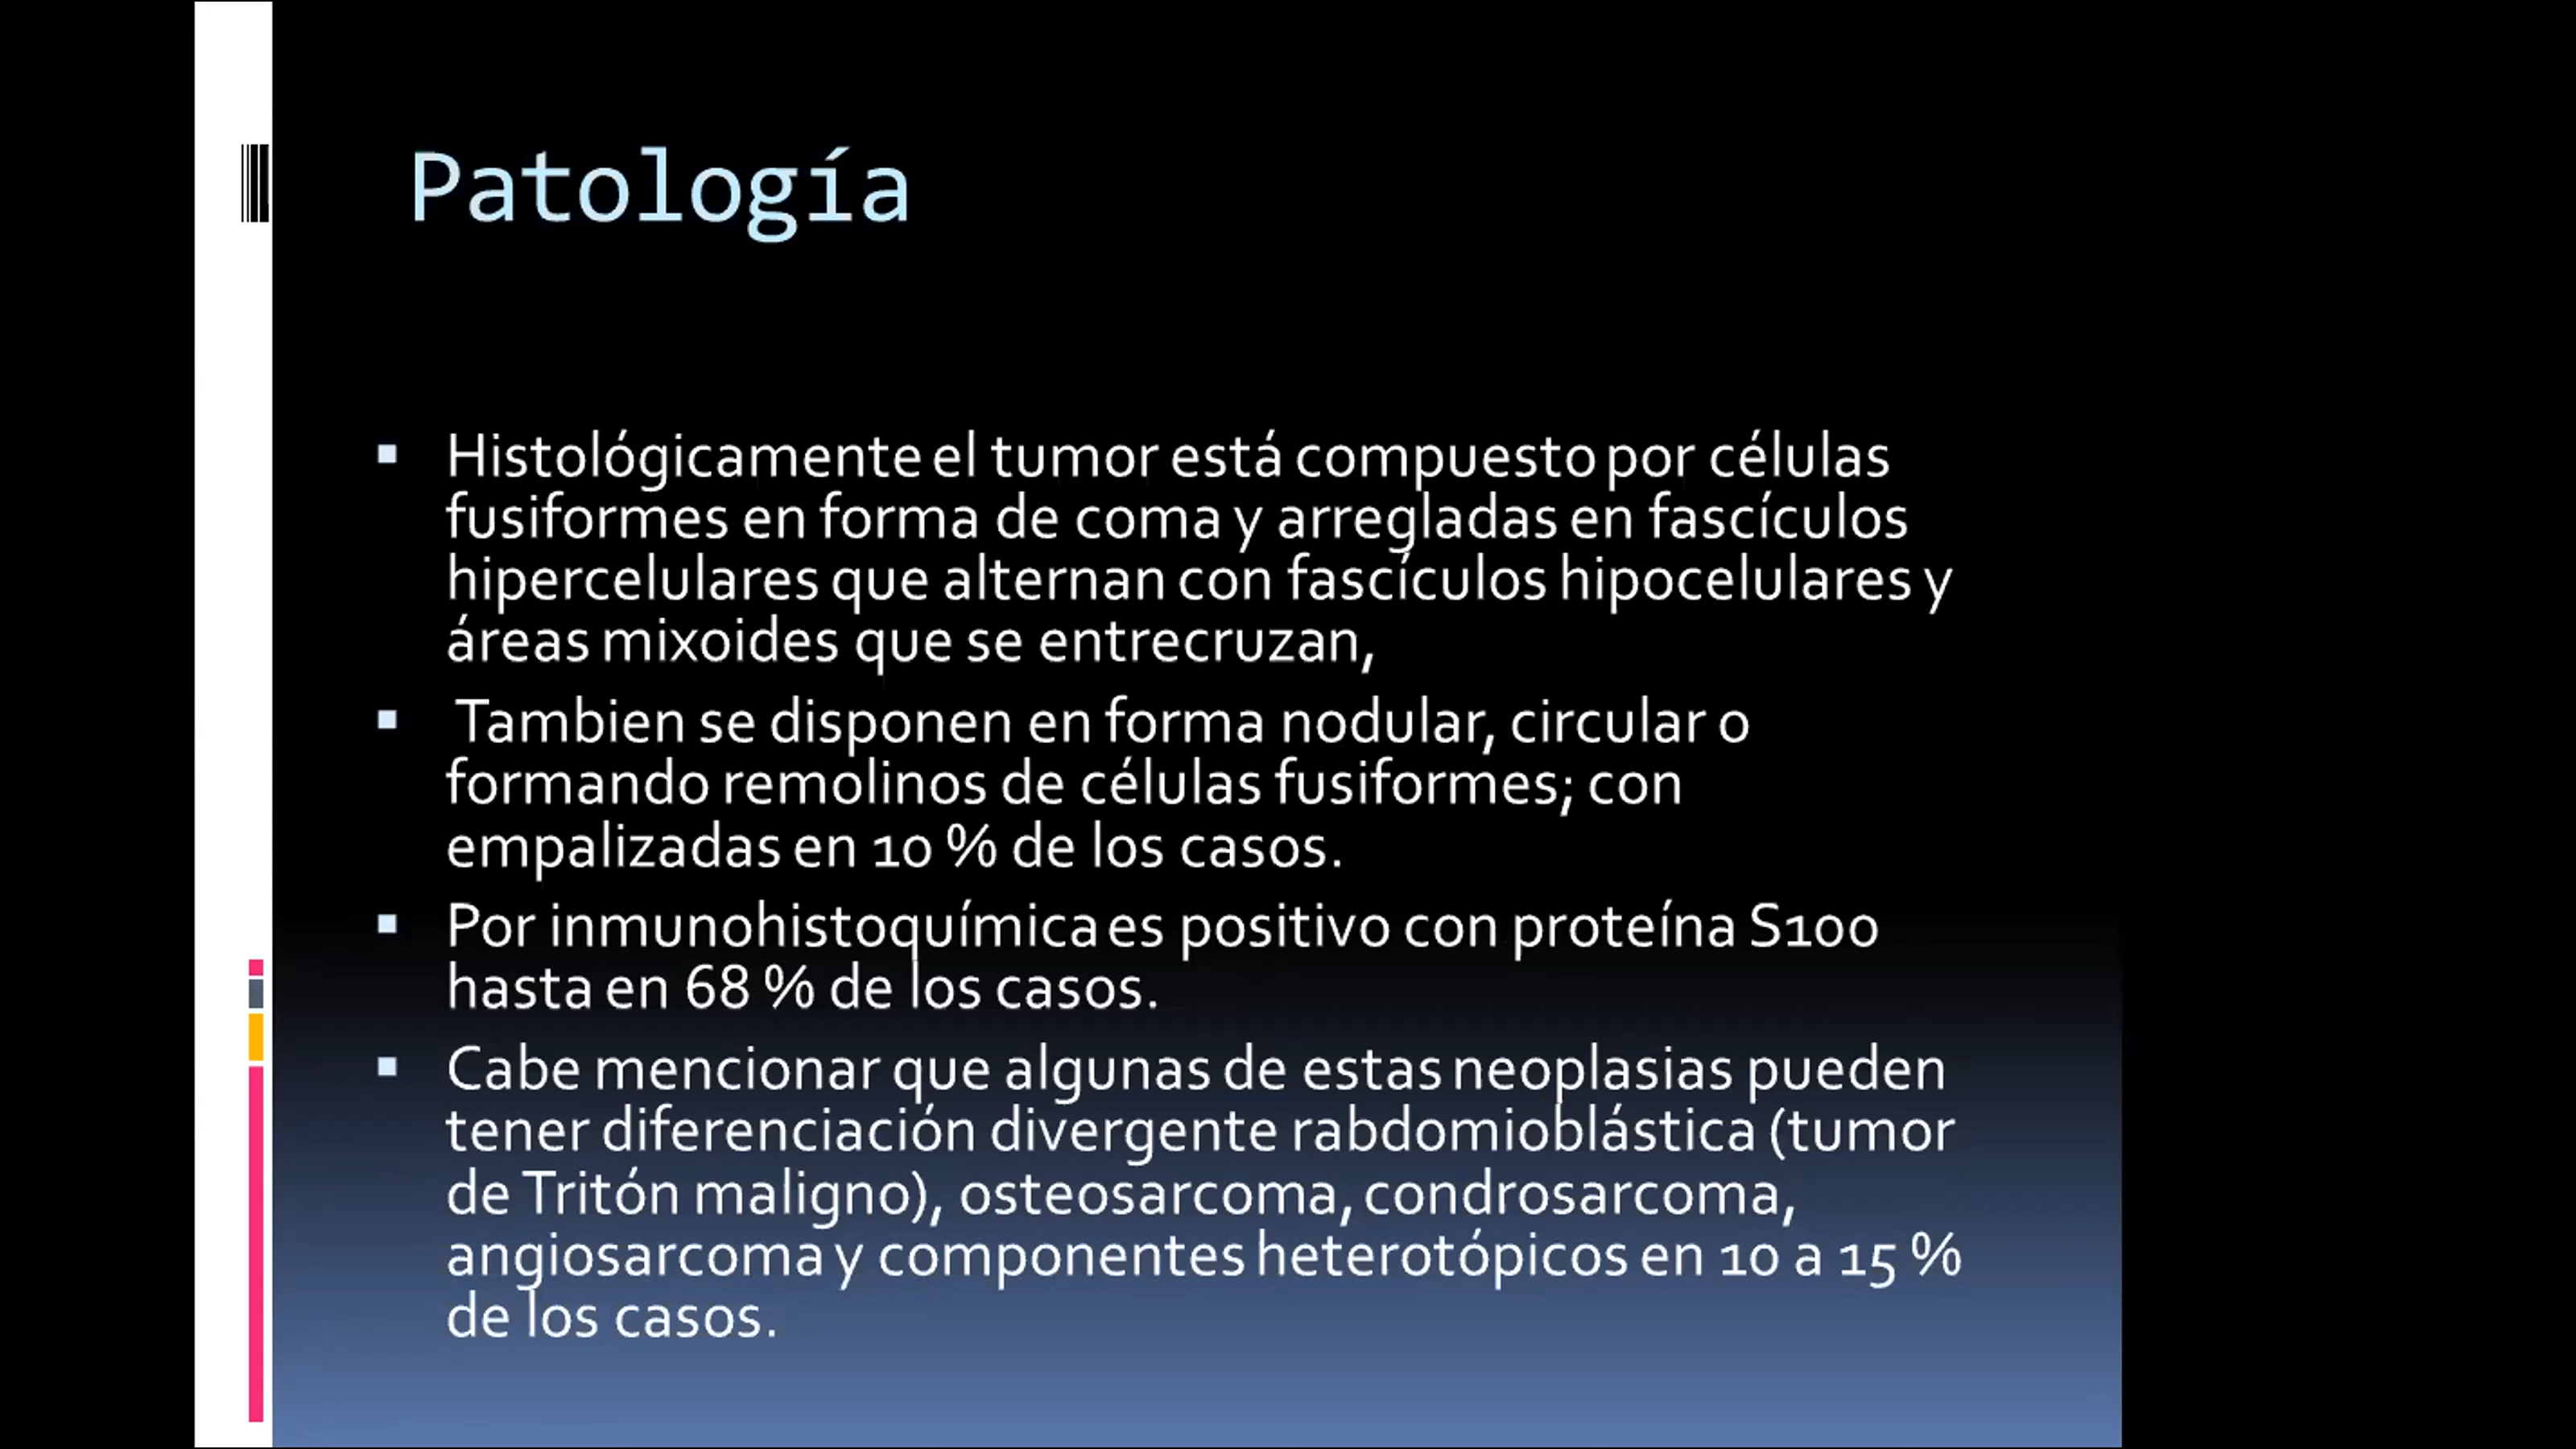 Patología
Histológicamente el tumor está compuesto por células
fusiformes en forma de coma y arregladas en fascículos
hipercelulares que alternan con fascículos hipocelulares y
áreas mixoides que se entrecruzan,
Tambien se disponen en forma nodular, circular o
formando remolinos de células fusiformes; con
empalizadas en 10 % de los casos.
Por inmunohistoquímica es positivo con proteína S100
hasta en 68 % de los casos.
Cabe mencionar que algunas de estas neoplasias pueden
tener diferenciación divergente rabdomioblástica (tumor
de Tritón maligno), osteosarcoma, condrosarcoma,
angiosarcoma y componentes heterotópicos en 10 a 15 %
de los casos.